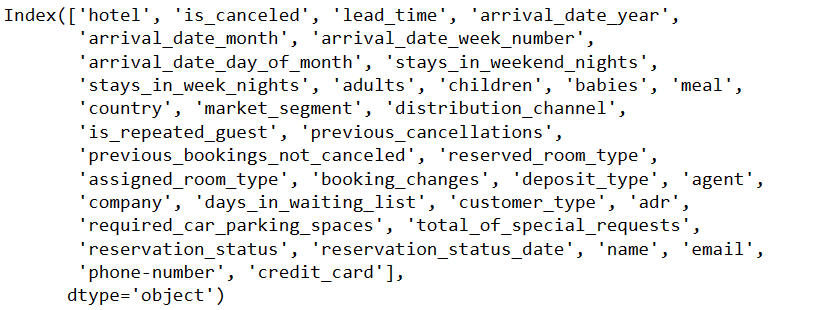 Index(['hotel', 'is_canceled', 'lead_time', 'arrival_date_year',
'arrival_date_month', 'arrival_date_week_number',
'arrival_date_day_of_month', 'stays_in_weekend_nights',
'stays_in_week_nights', 'adults', 'children', 'babies', 'meal',
'country', 'market_segment', 'distribution_channel',
'is_repeated_guest', 'previous_cancellations',
'previous_bookings_not_canceled', 'reserved_room_type',
'assigned_room_type', 'booking_changes', 'deposit_type', 'agent',
'company', 'days_in_waiting_list', 'customer_type', 'adr',
'required_car_parking_spaces', 'total_of_special_requests',
'reservation_status', 'reservation_status_date', 'name', 'email',
'phone-number', 'credit_card'],
dtype='object')